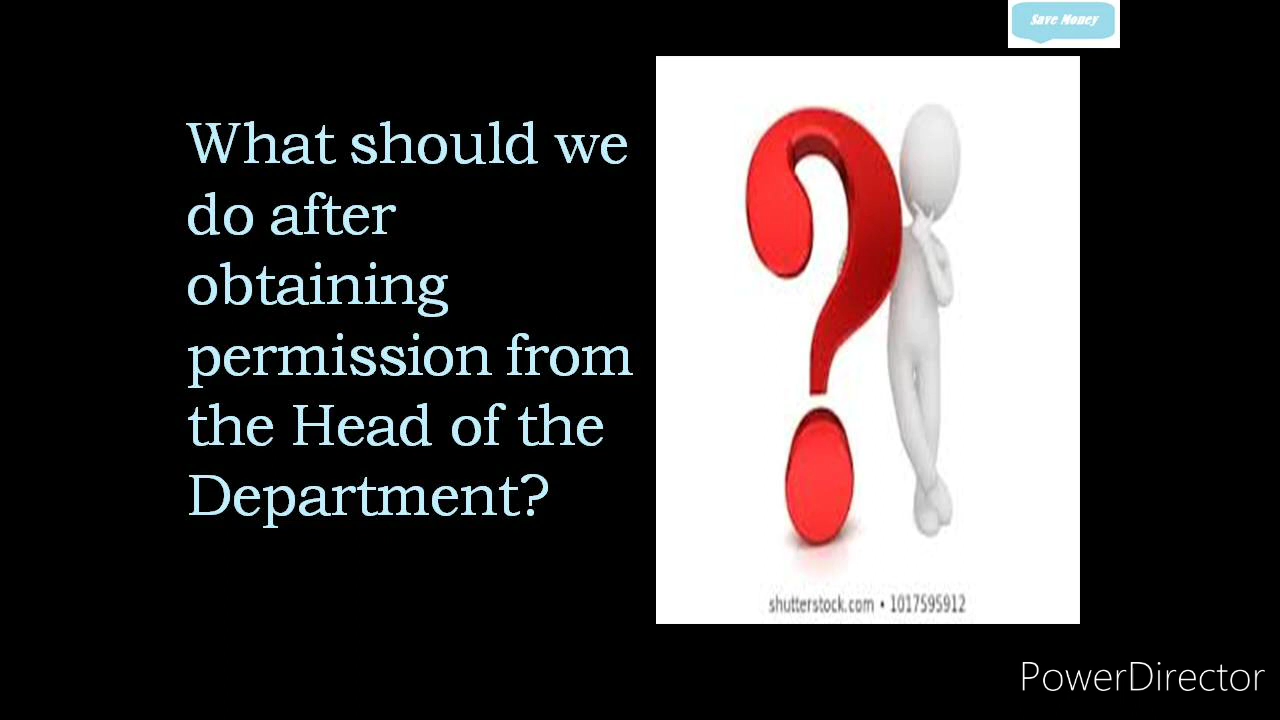 Save Money
What should we
do after
obtaining
permission from
the Head of the
Department?
shutterstock.com • 1017595912
PowerDirector